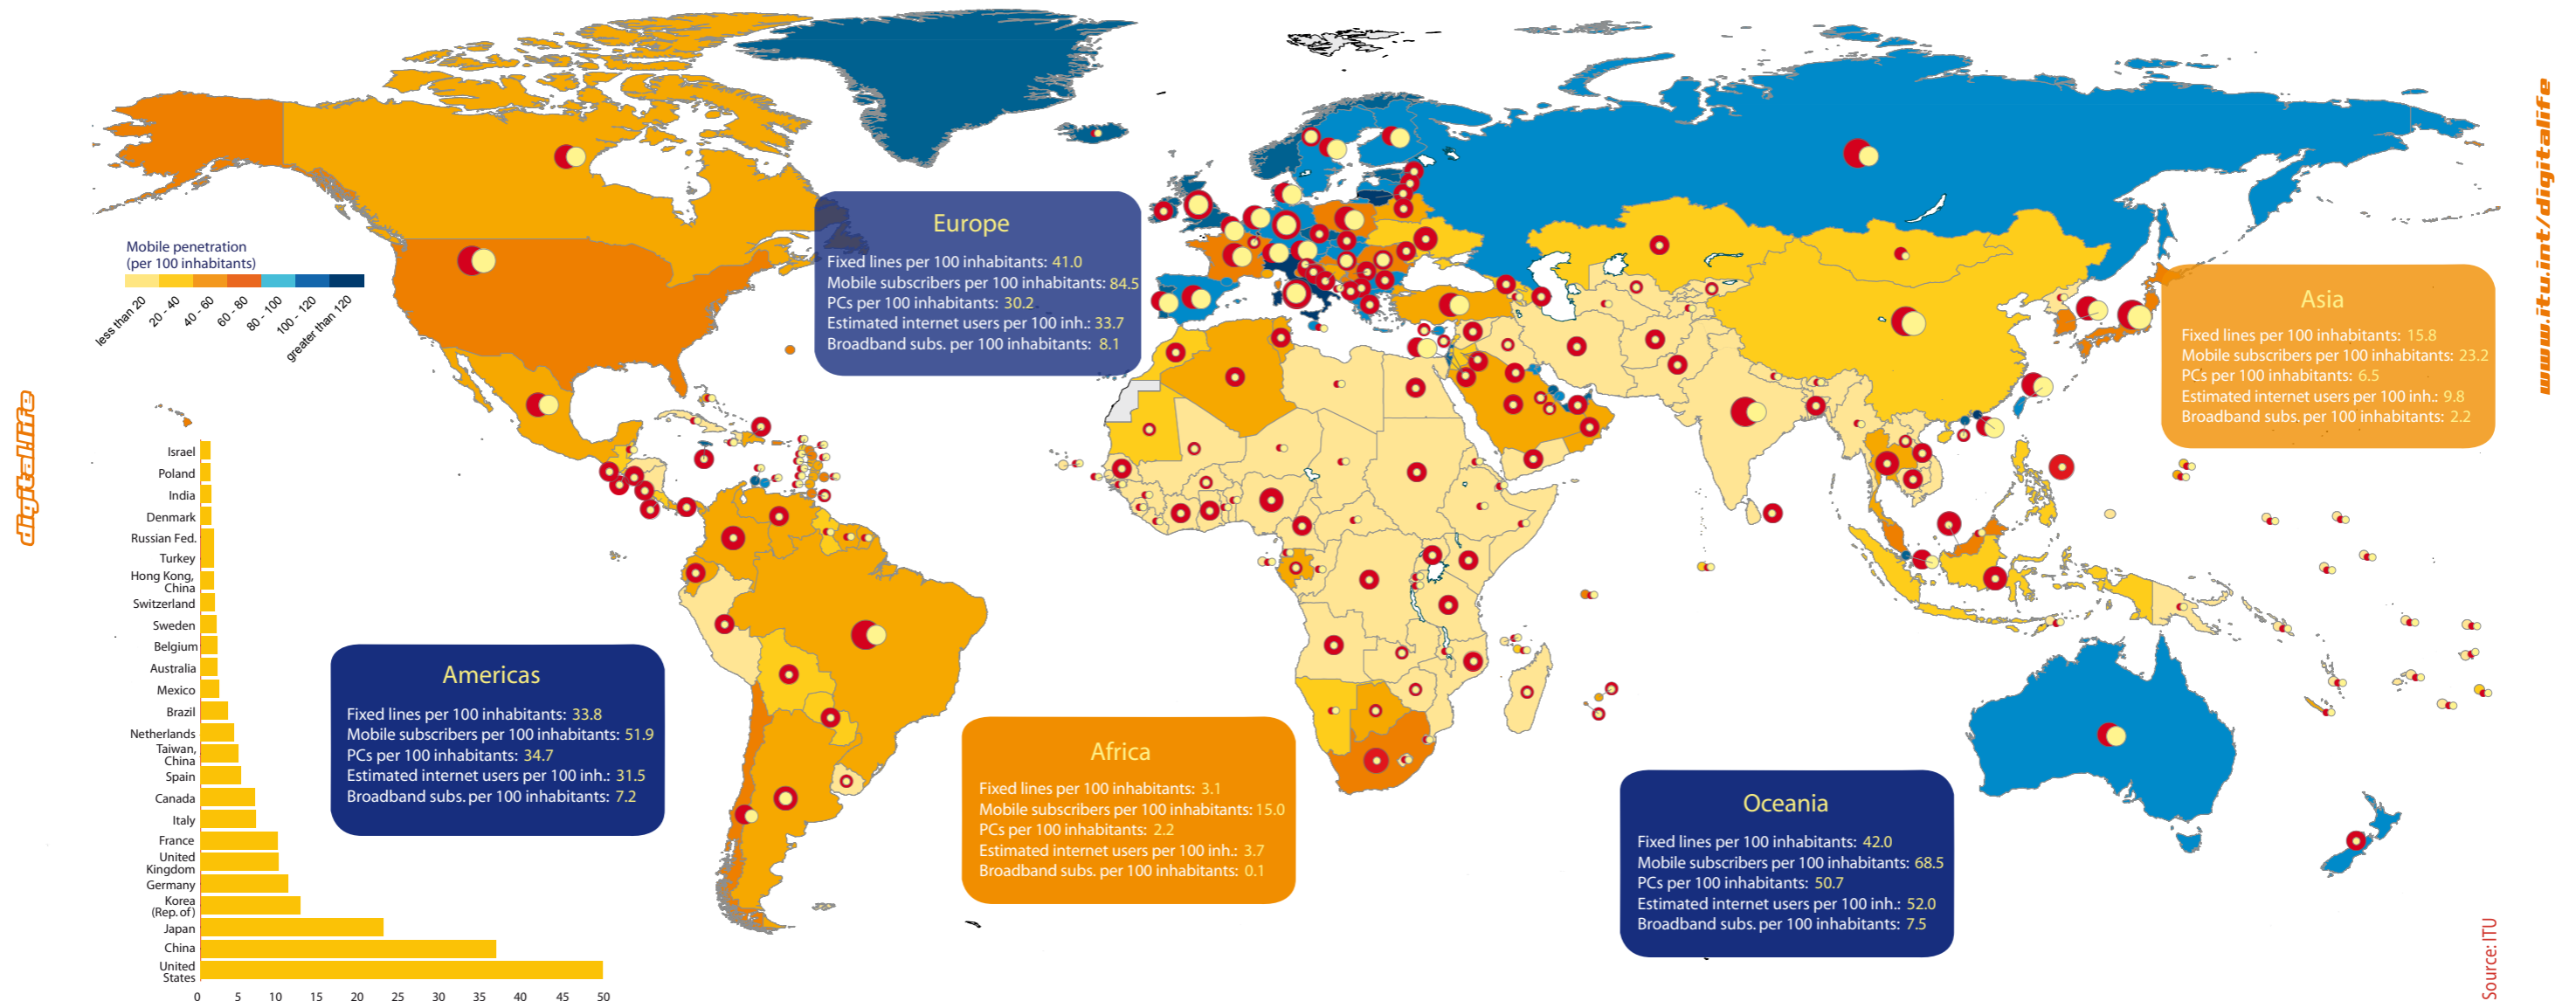 www.itu.int/digitalife
digital.life
Mobile penetration
(per 100 inhabitants)
less than 20
20 - 40
40 - 60
60 - 80
80 - 100
100 - 120
greater than 120
Europe
Fixed lines per 100 inhabitants: 41.0
Mobile subscribers per 100 inhabitants: 84.5
PCs per 100 inhabitants: 30.2
Estimated internet users per 100 inh.: 33.7
Broadband subs. per 100 inhabitants: 8.1
Asia
Fixed lines per 100 inhabitants: 15.8
Mobile subscribers per 100 inhabitants: 23.2
PCs per 100 inhabitants: 6.5
Estimated internet users per 100 inh.: 9.8
Broadband subs. per 100 inhabitants: 2.2
Americas
Fixed lines per 100 inhabitants: 33.8
Mobile subscribers per 100 inhabitants: 51.9
PCs per 100 inhabitants: 34.7
Estimated internet users per 100 inh.: 31.5
Broadband subs. per 100 inhabitants: 7.2
Africa
Fixed lines per 100 inhabitants: 3.1
Mobile subscribers per 100 inhabitants: 15.0
PCs per 100 inhabitants: 2.2
Estimated internet users per 100 inh.: 3.7
Broadband subs. per 100 inhabitants: 0.1
Oceania
Fixed lines per 100 inhabitants: 42.0
Mobile subscribers per 100 inhabitants: 68.5
PCs per 100 inhabitants: 50.7
Estimated internet users per 100 inh.: 52.0
Broadband subs. per 100 inhabitants: 7.5
Israel
Poland
India
Denmark
Russian Fed.
Turkey
Hong Kong,
China
Switzerland
Sweden
Belgium
Australia
Mexico
Brazil
Netherlands
Taiwan,
China
Spain
Canada
Italy
France
United
Kingdom
Germany
Korea
(Rep. of)
Japan
China
United
States
0 5 10 15 20 25 30 35 40 45 50
Source: ITU